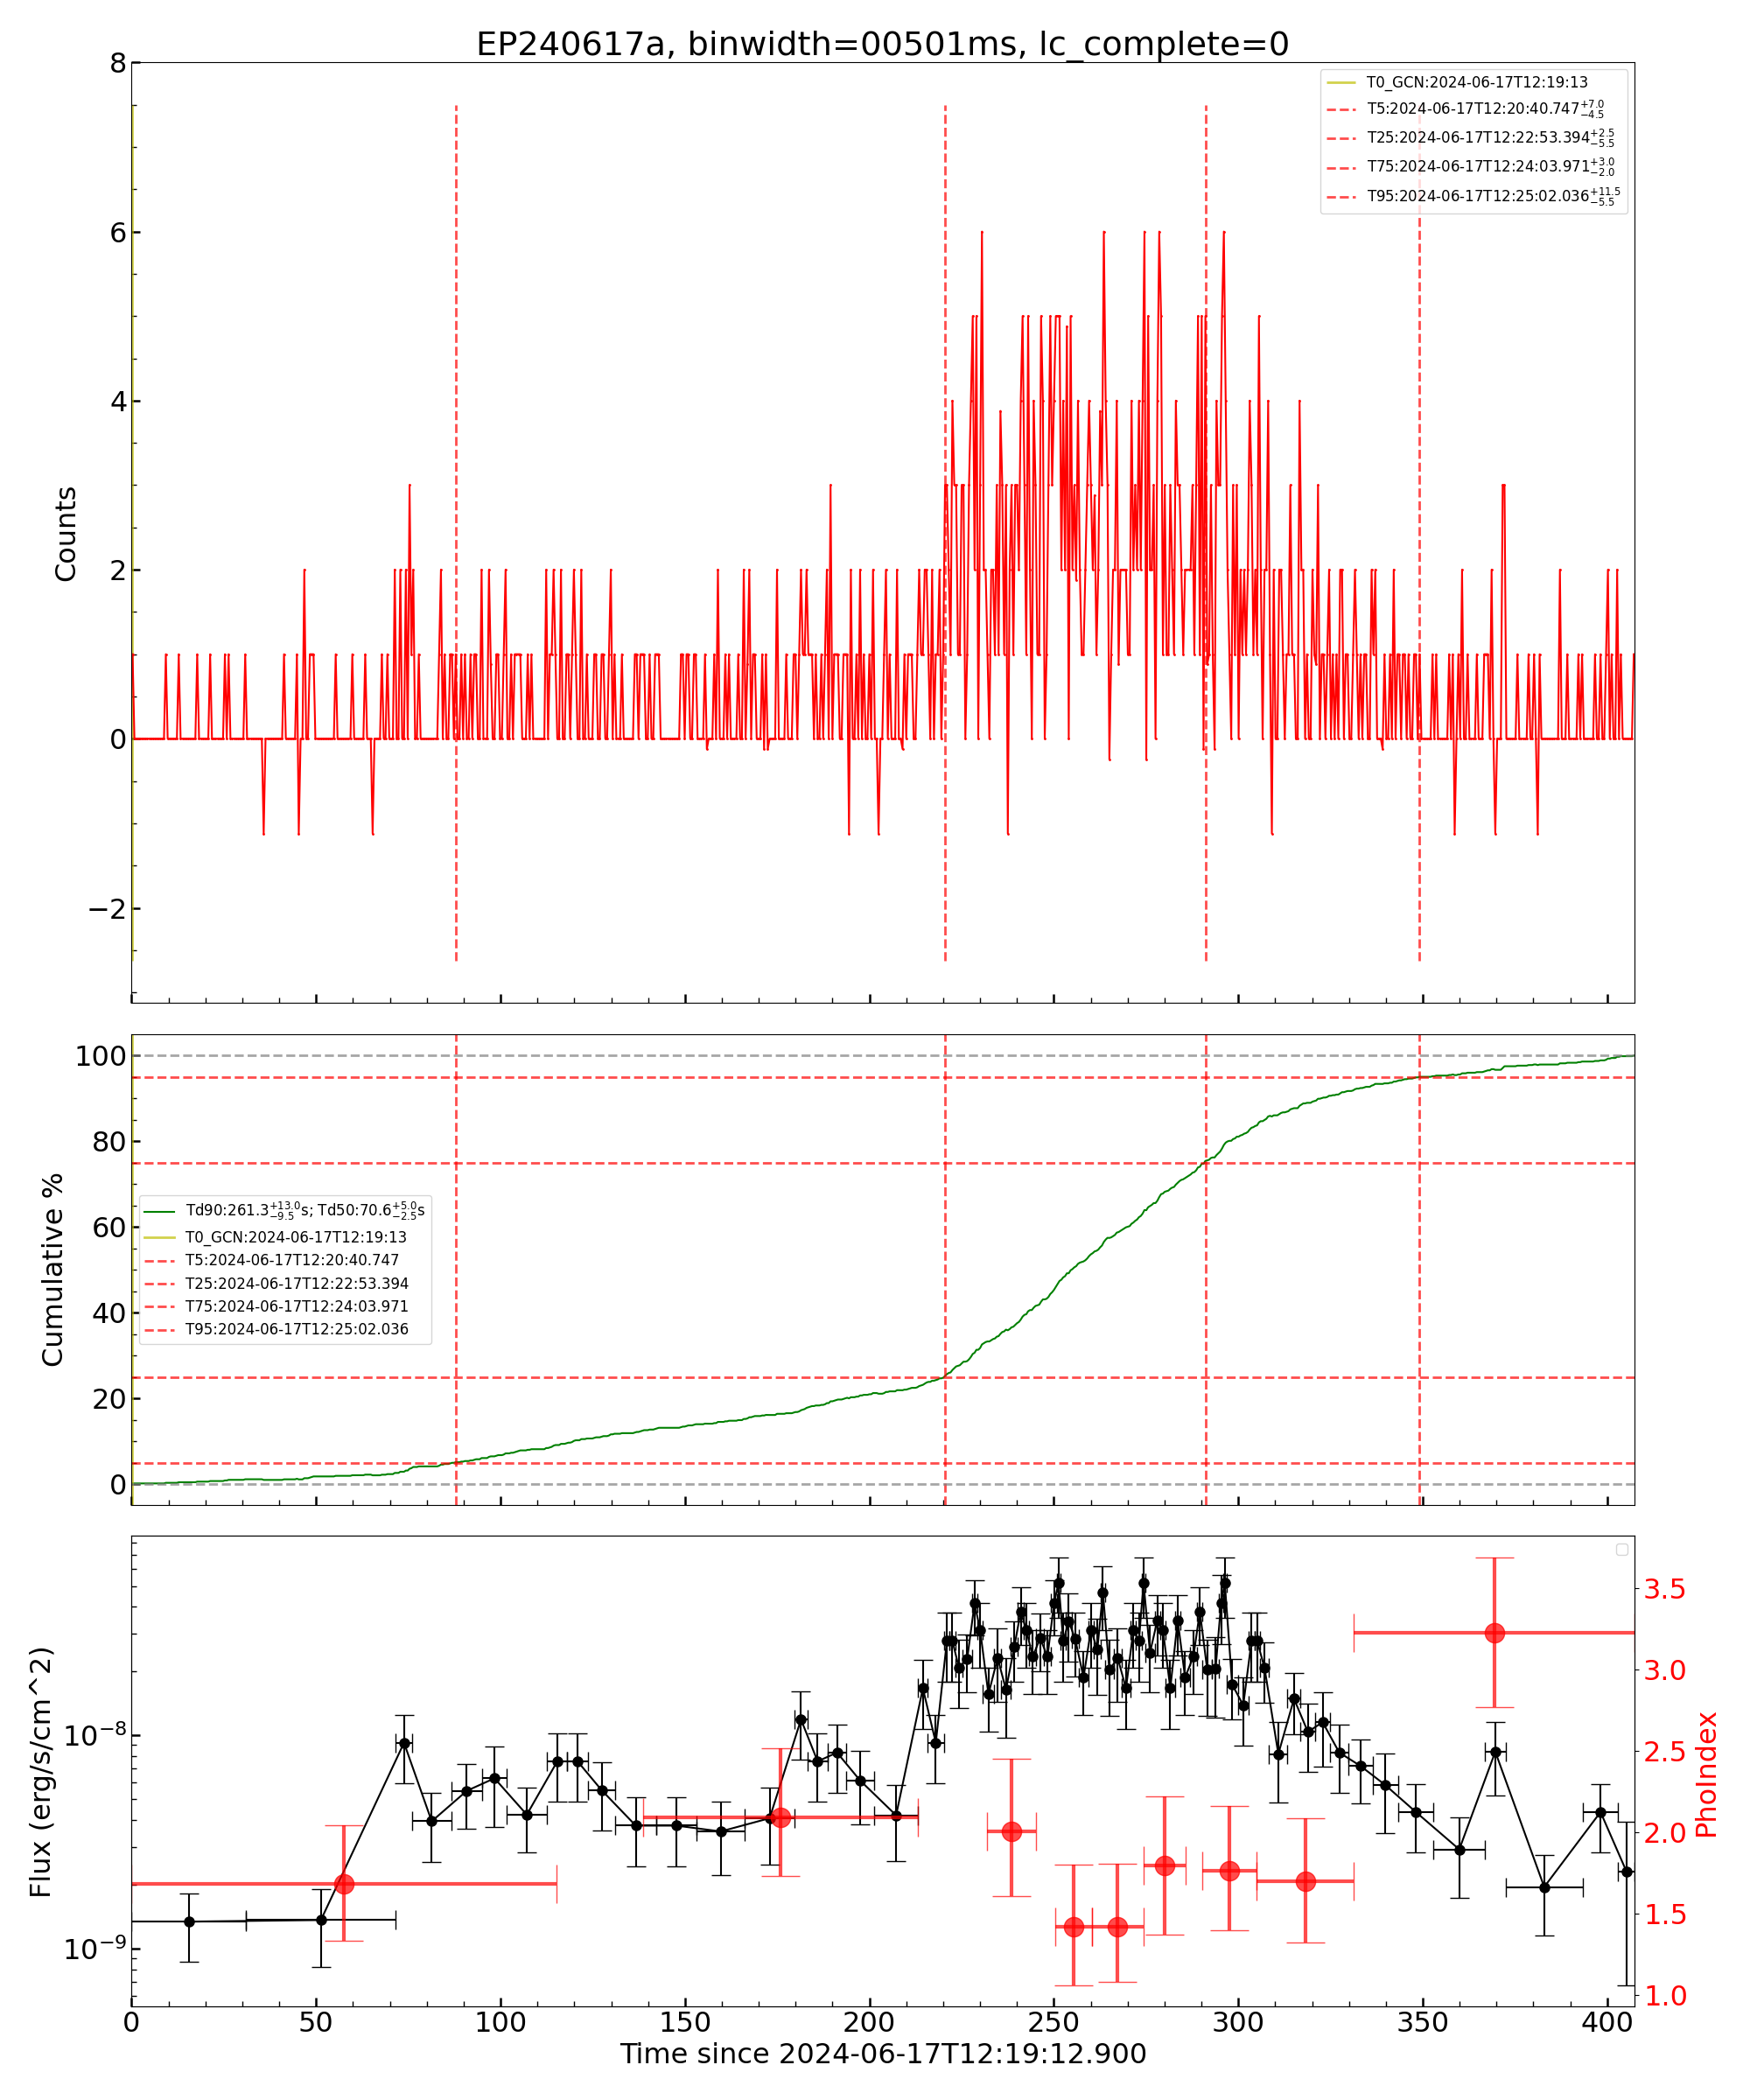 EP240617a, binwidth=00501ms, lc_complete=0
8
6
4
2
0
−2
Counts
T0_GCN:2024-06-17T12:19:13
T5:2024-06-17T12:20:40.747+7.0 −4.5
T25:2024-06-17T12:22:53.394+2.5 −5.5
T75:2024-06-17T12:24:03.971+3.0 −2.0
T95:2024-06-17T12:25:02.036+11.5 −5.5
100
80
60
40
20
0
Cumulative %
Td90:261.3+13.0 −9.5s; Td50:70.6+5.0 −2.5s
T0_GCN:2024-06-17T12:19:13
T5:2024-06-17T12:20:40.747
T25:2024-06-17T12:22:53.394
T75:2024-06-17T12:24:03.971
T95:2024-06-17T12:25:02.036
10−8
10−9
Flux (erg/s/cm^2)
3.5
3.0
2.5
2.0
1.5
1.0
PhoIndex
0 50 100 150 200 250 300 350 400
Time since 2024-06-17T12:19:12.900